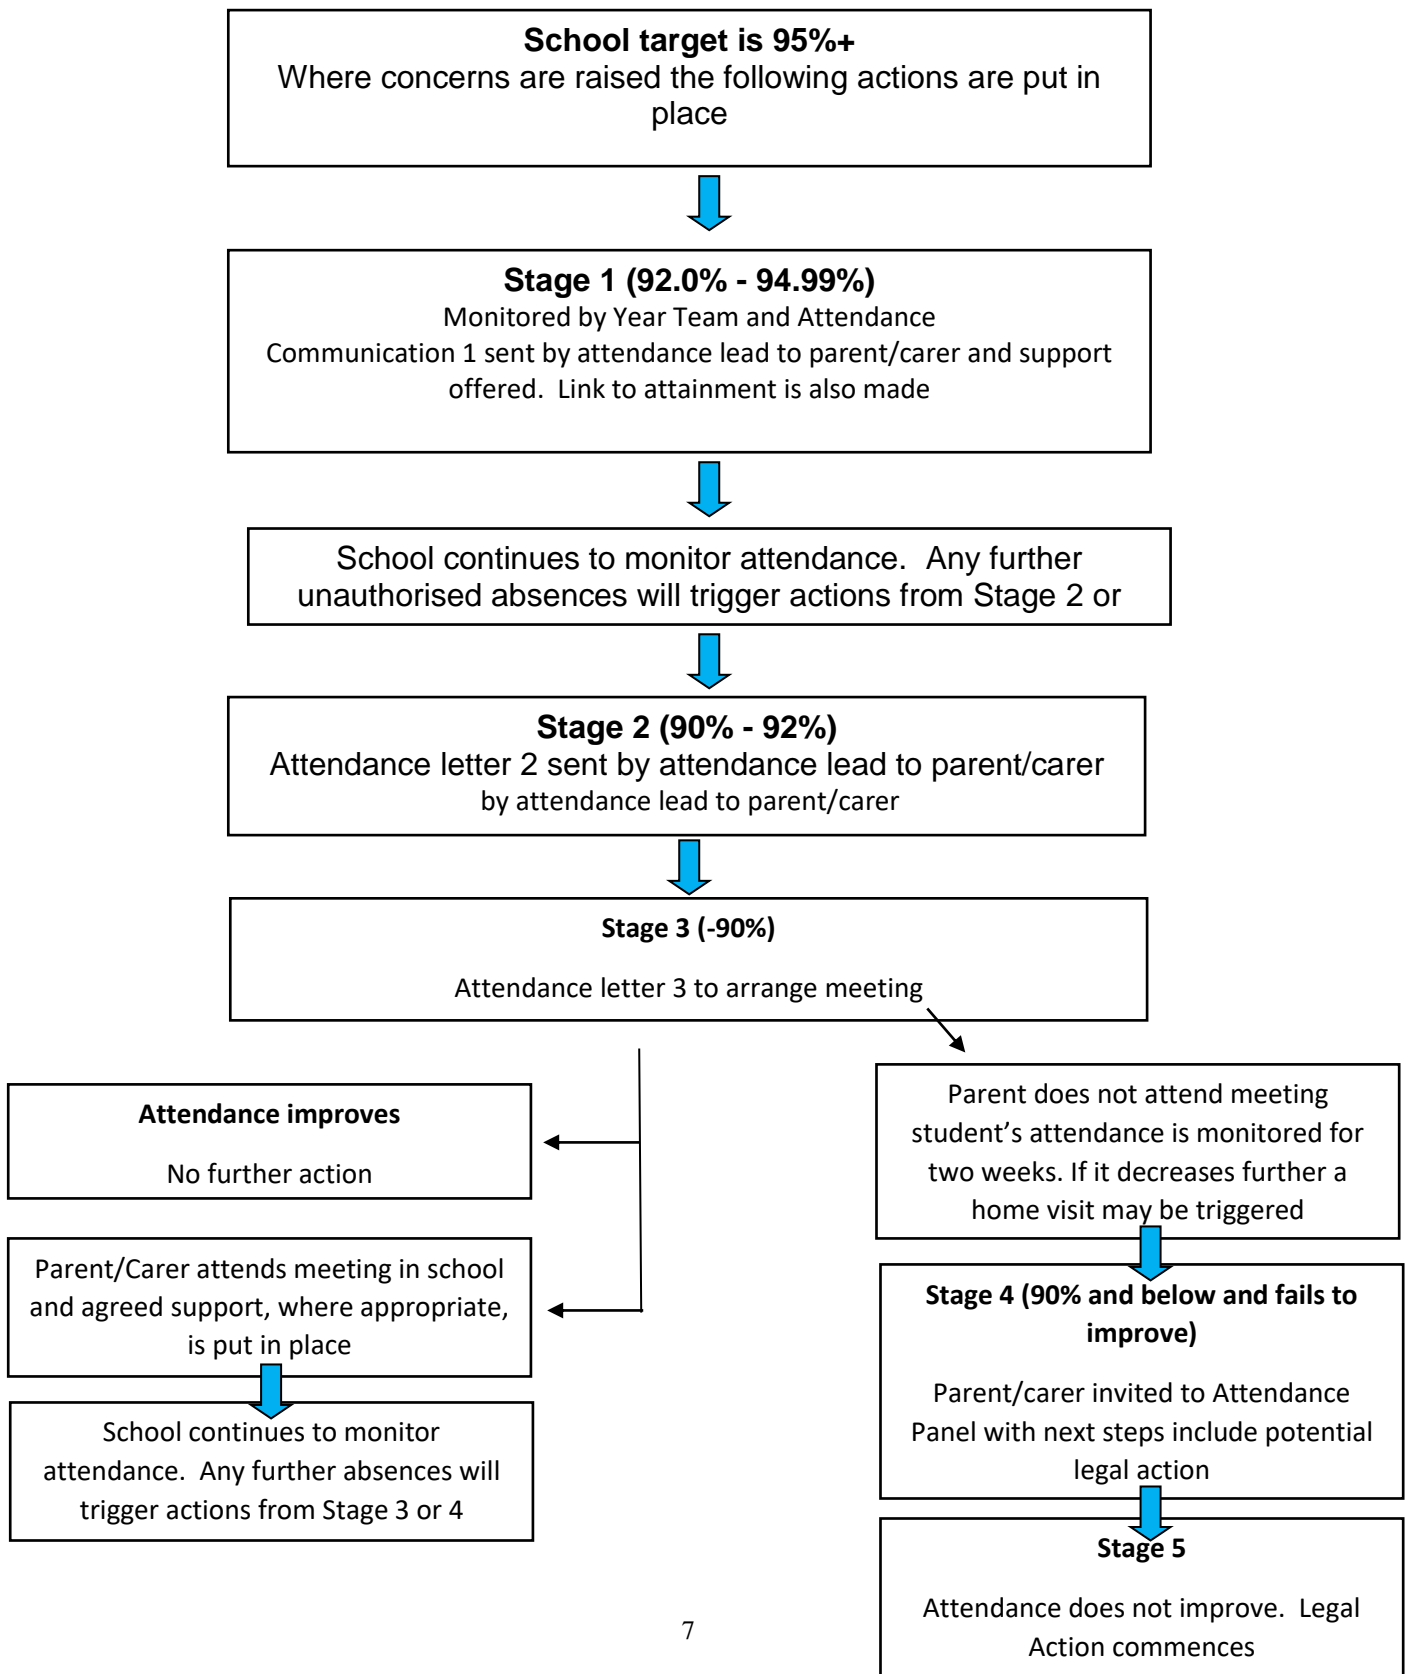 School target is 95%+
Where concerns are raised the following actions are put in
place
Stage 1 (92.0% - 94.99%)
Monitored by Year Team and Attendance
Communication 1 sent by attendance lead to parent/carer and support
offered.  Link to attainment is also made
School continues to monitor attendance.  Any further
unauthorised absences will trigger actions from Stage 2 or
Stage 2 (90% - 92%)
Attendance letter 2 sent by attendance lead to parent/carer
by attendance lead to parent/carer
Stage 3 (-90%)
Attendance letter 3 to arrange meeting
Attendance improves
No further action
Parent/Carer attends meeting in school
and agreed support, where appropriate,
is put in place
School continues to monitor
attendance.  Any further absences will
trigger actions from Stage 3 or 4
Parent does not attend meeting
student’s attendance is monitored for
two weeks. If it decreases further a
home visit may be triggered
Stage 4 (90% and below and fails to
improve)
Parent/carer invited to Attendance
Panel with next steps include potential
legal action
Stage 5
Attendance does not improve.  Legal
Action commences
7